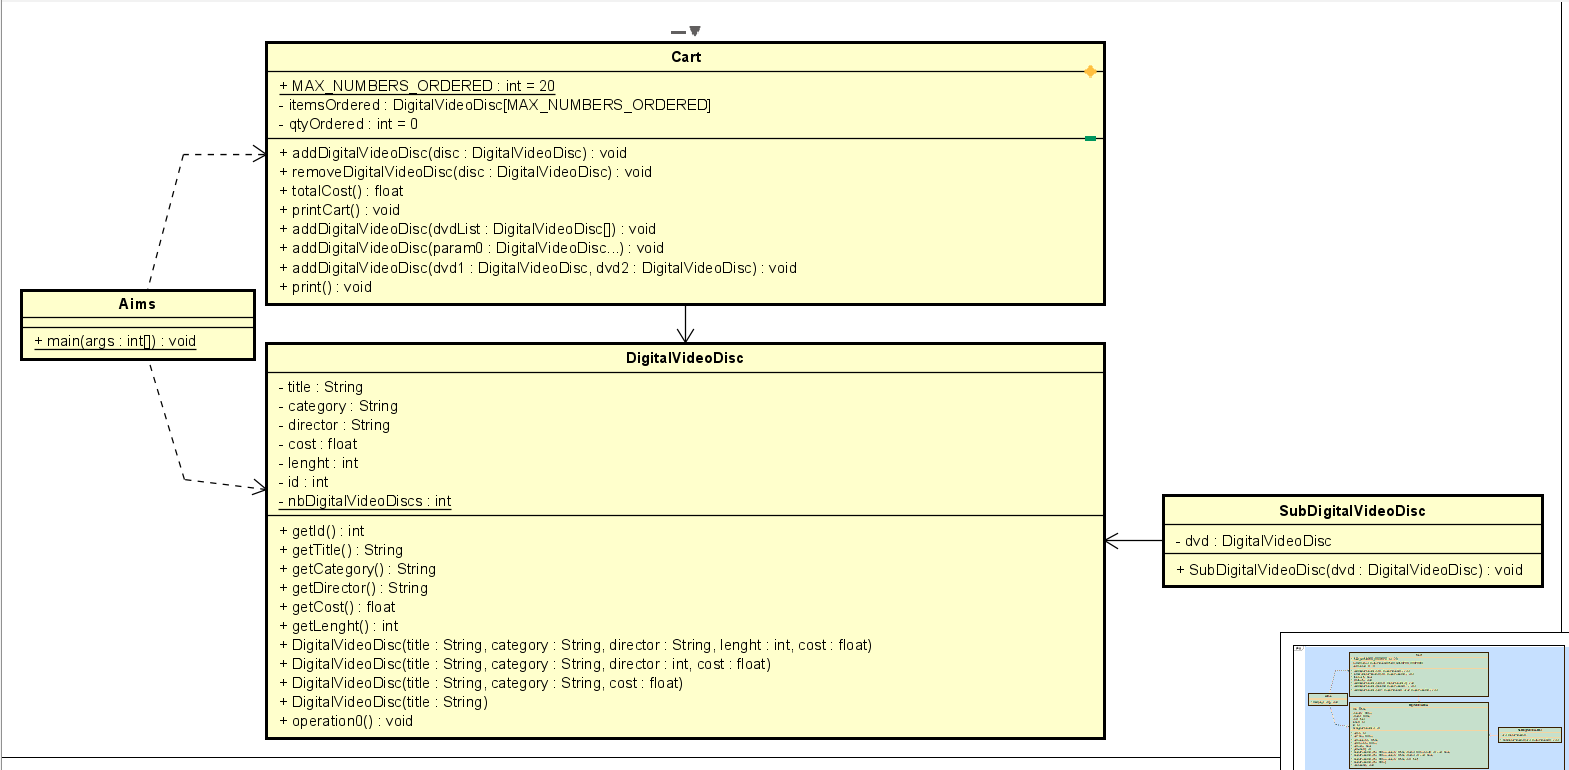 Cart
+ MAX_NUMBERS_ORDERED : int = 20
- itemsOrdered : DigitalVideoDisc[MAX_NUMBERS_ORDERED]
- qtyOrdered : int = 0
+ addDigitalVideoDisc(disc : DigitalVideoDisc) : void
+ removeDigitalVideoDisc(disc : DigitalVideoDisc) : void
+ totalCost() : float
+ printCart() : void
+ addDigitalVideoDisc(dvdList : DigitalVideoDisc[]) : void
+ addDigitalVideoDisc(param0 : DigitalVideoDisc...) : void
+ addDigitalVideoDisc(dvd1 : DigitalVideoDisc, dvd2 : DigitalVideoDisc) : void
+ print() : void
Aims
+ main(args : int[]) : void
DigitalVideoDisc
- title : String
- category : String
- director : String
- cost : float
- lenght : int
- id : int
- nbDigitalVideoDiscs : int
+ getId() : int
+ getTitle() : String
+ getCategory() : String
+ getDirector() : String
+ getCost() : float
+ getLenght() : int
+ DigitalVideoDisc(title : String, category : String, director : String, lenght : int, cost : float)
+ DigitalVideoDisc(title : String, category : String, director : int, cost : float)
+ DigitalVideoDisc(title : String, category : String, cost : float)
+ DigitalVideoDisc(title : String)
+ operation0() : void
SubDigitalVideoDisc
- dvd : DigitalVideoDisc
+ SubDigitalVideoDisc(dvd : DigitalVideoDisc) : void